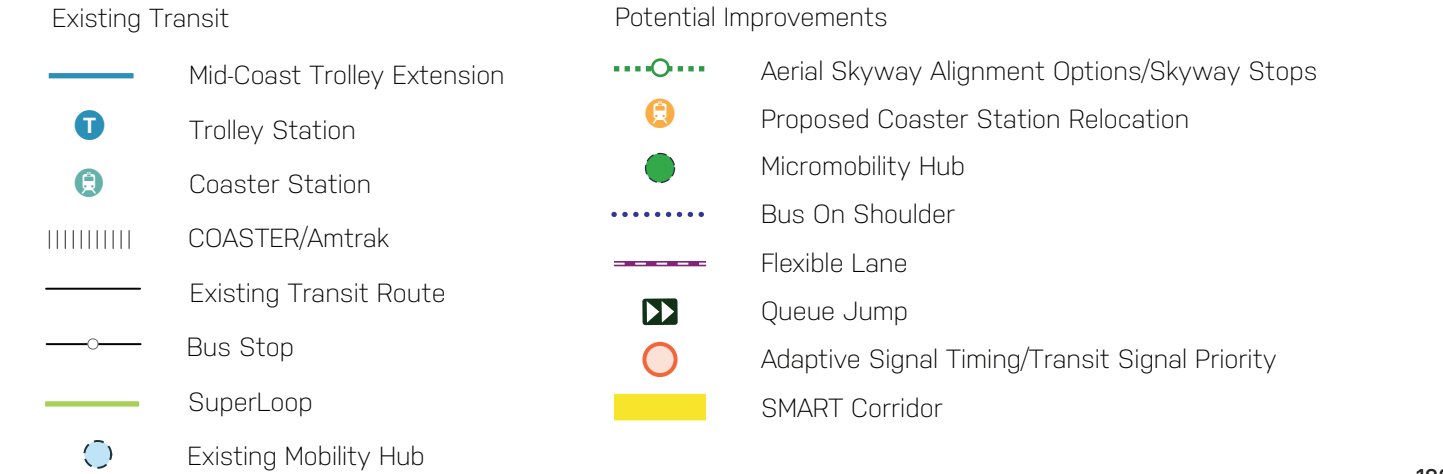 Existing Transit
Mid-Coast Trolley Extension
T
Trolley Station
Coaster Station
COASTER/Amtrak
Existing Transit Route
Bus Stop
SuperLoop
Existing Mobility Hub
Potential Improvements
Aerial Skyway Alignment Options/Skyway Stops
Proposed Coaster Station Relocation
Micromobility Hub
Bus On Shoulder
Flexible Lane
Queue Jump
Adaptive Signal Timing/Transit Signal Priority
SMART Corridor